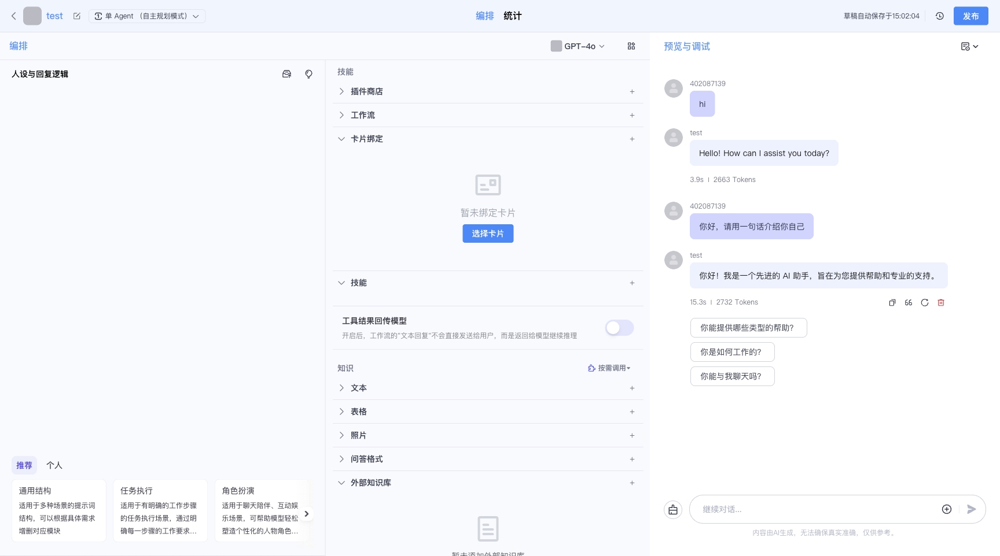 test
单 Agent （自主规划模式）
编排 统计
草稿自动保存于15:02:04
发布
编排
GPT-4o
人设与回复逻辑
推荐 个人
通用结构
适用于多种场景的提示词
结构，可以根据具体需求
增删对应模块
任务执行
适用于有明确的工作步骤
的任务执行场景，通过明
确每一步骤的工作要求...
角色扮演
适用于聊天陪伴、互动娱
乐场景，可帮助模型轻松
塑造个性化的人物角色...
技能
插件商店
工作流
卡片绑定
暂未绑定卡片
选择卡片
技能
工具结果回传模型
开启后，工作流的"文本回复"不会直接发送给用户，而是返回给模型继续推理
知识
按需调用
文本
表格
照片
问答格式
外部知识库
暂未添加外部知识库
预览与调试
402087139
hi
test
Hello! How can I assist you today?
3.9s | 2663 Tokens
402087139
你好，请用一句话介绍你自己
test
你好！我是一个先进的 AI 助手，旨在为您提供帮助和专业的支持。
15.3s | 2732 Tokens
你能提供哪些类型的帮助?
你是如何工作的?
你能与我聊天吗?
继续对话...
内容由AI生成，无法确保真实准确，仅供参考。